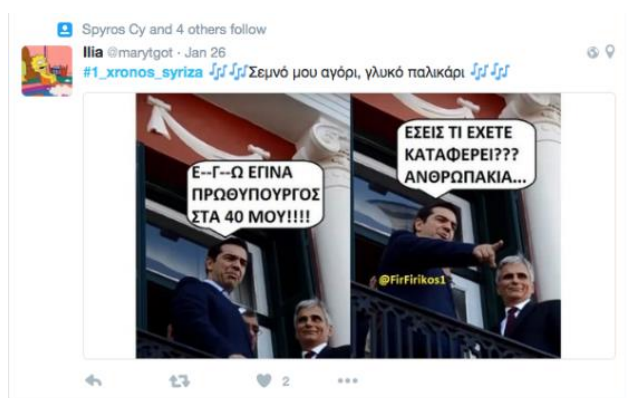 Spyros Cy and 4 others follow
Ilia @marytgot · Jan 26
#1_xronos_syriza 🎶🎶Σεμνό μου αγόρι, γλυκό παλικάρι 🎶🎶
Ε--Γ--Ω ΕΓΙΝΑ
ΠΡΩΘΥΠΟΥΡΓΟΣ
ΣΤΑ 40 ΜΟΥ!!!!
ΕΣΕΙΣ ΤΙ ΕΧΕΤΕ
ΚΑΤΑΦΕΡΕΙ???
ΑΝΘΡΩΠΑΚΙΑ...
@FirFirikos1
2